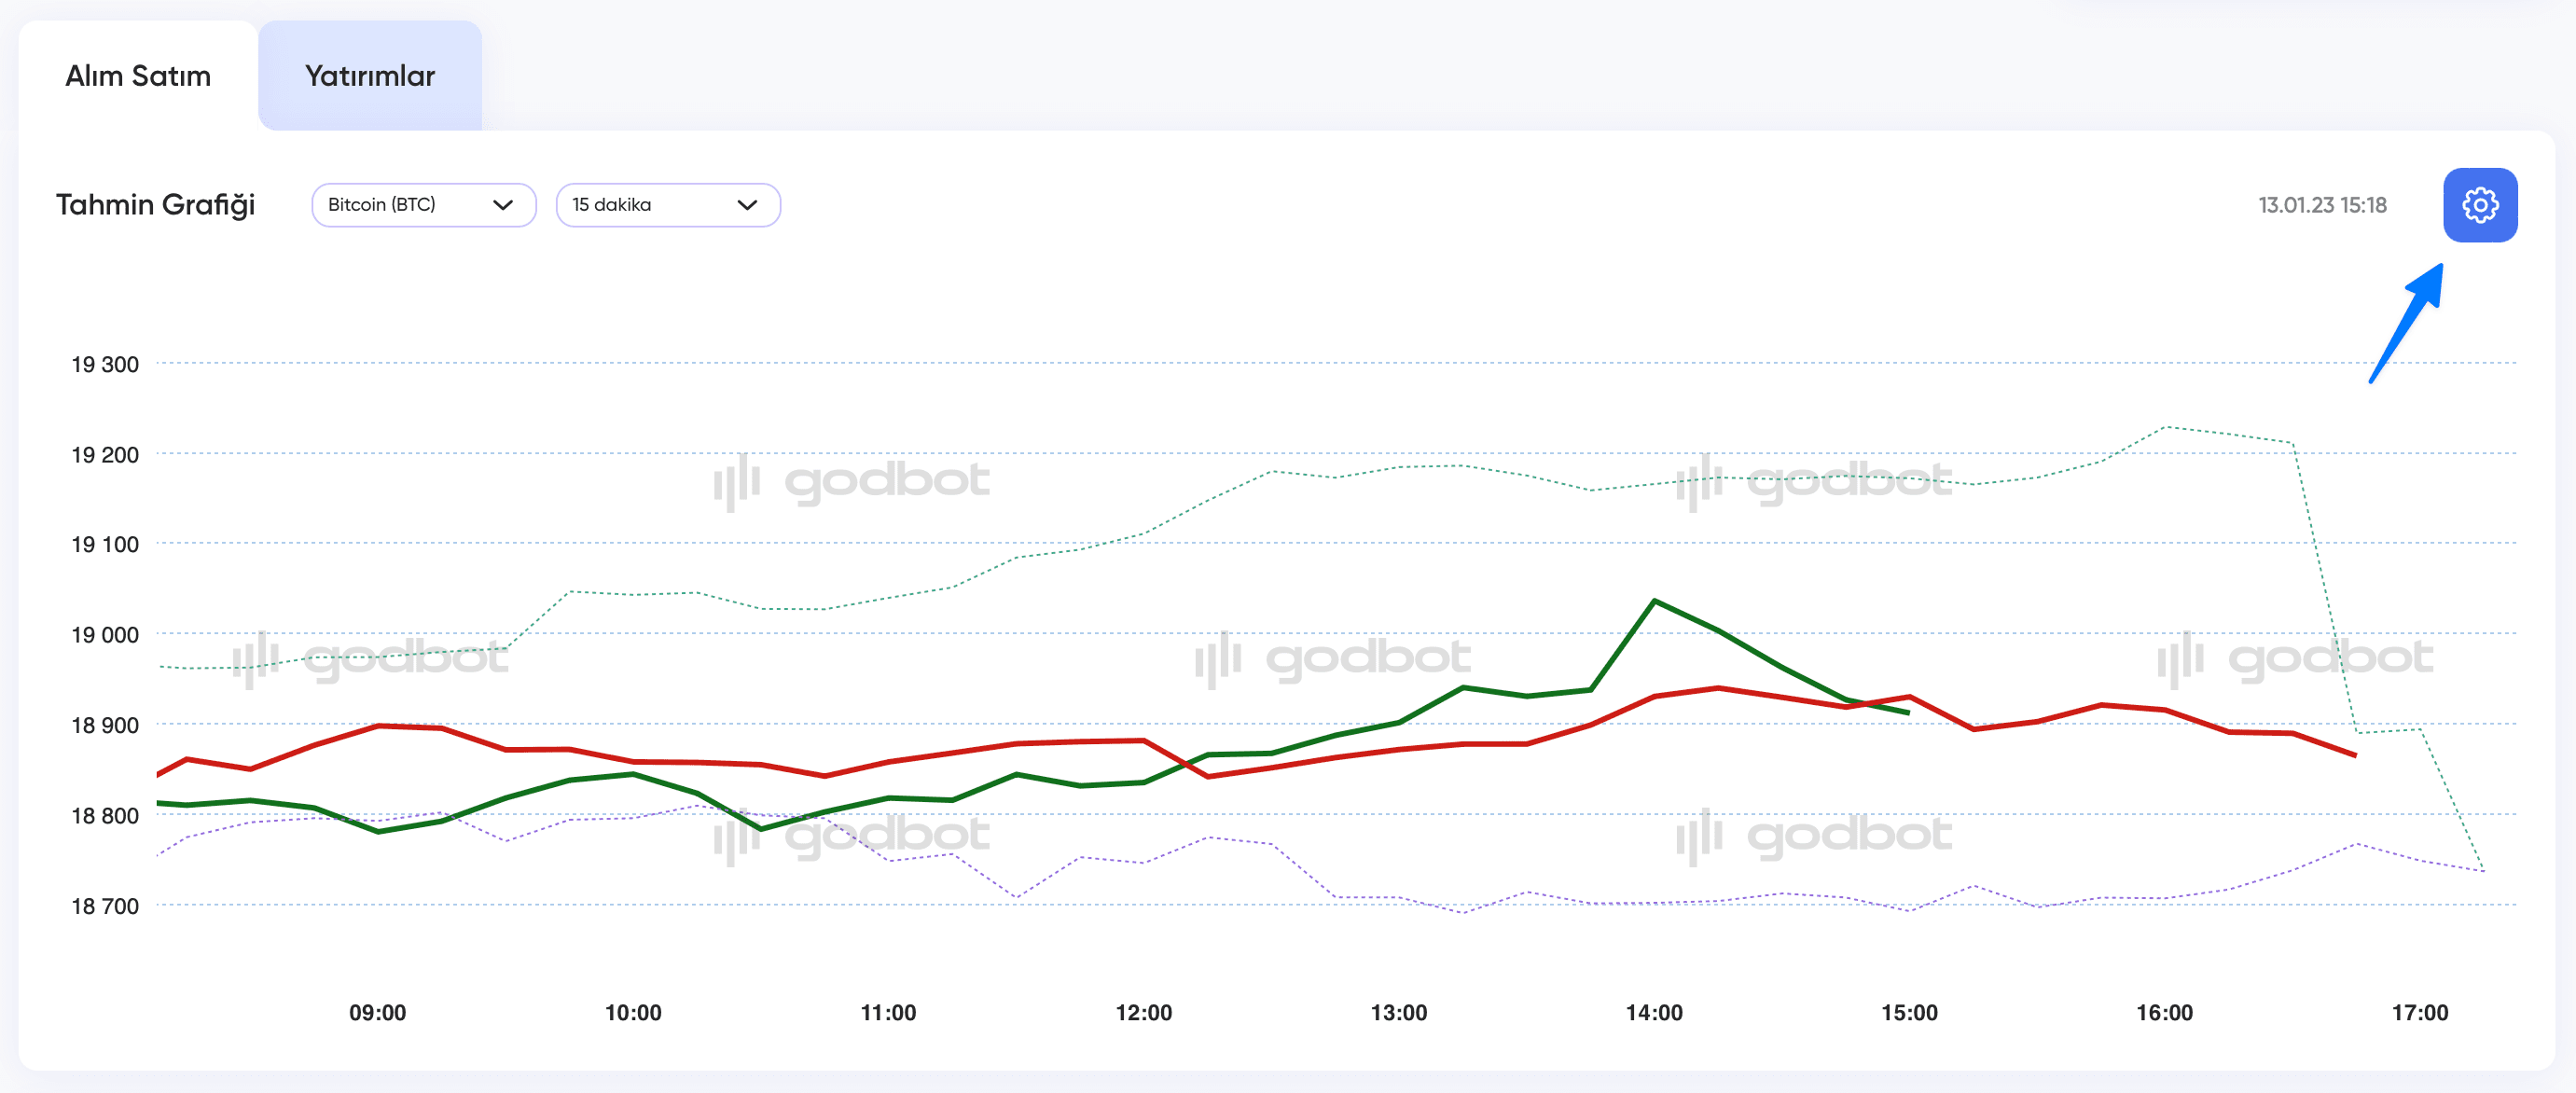 Alım Satım
Yatırımlar
Tahmin Grafiği
Bitcoin (BTC)
15 dakika
13.01.23 15:18
19 300
19 200
godbot
godbot
19 100
19 000
godbot
godbot
godbot
18 900
18 800
godbot
godbot
18 700
09:00 10:00 11:00 12:00 13:00 14:00 15:00 16:00 17:00